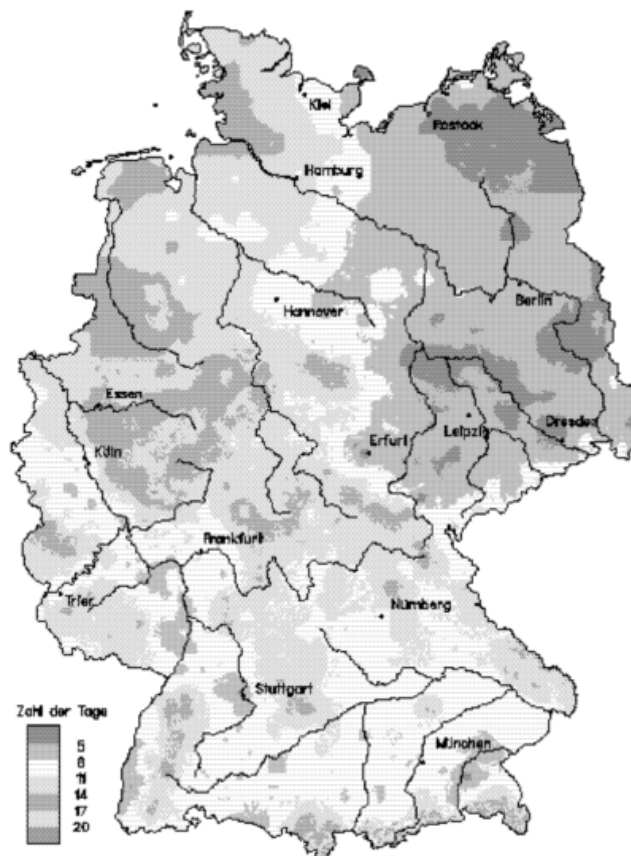 Kiel
Rostock
Hamburg
Berlin
Hannover
Essen
Leipzig
Dresden
Erfurt
Köln
Frankfurt
Trier
Nürnberg
Stuttgart
Zahl der Tage
München
5
8
11
14
17
20